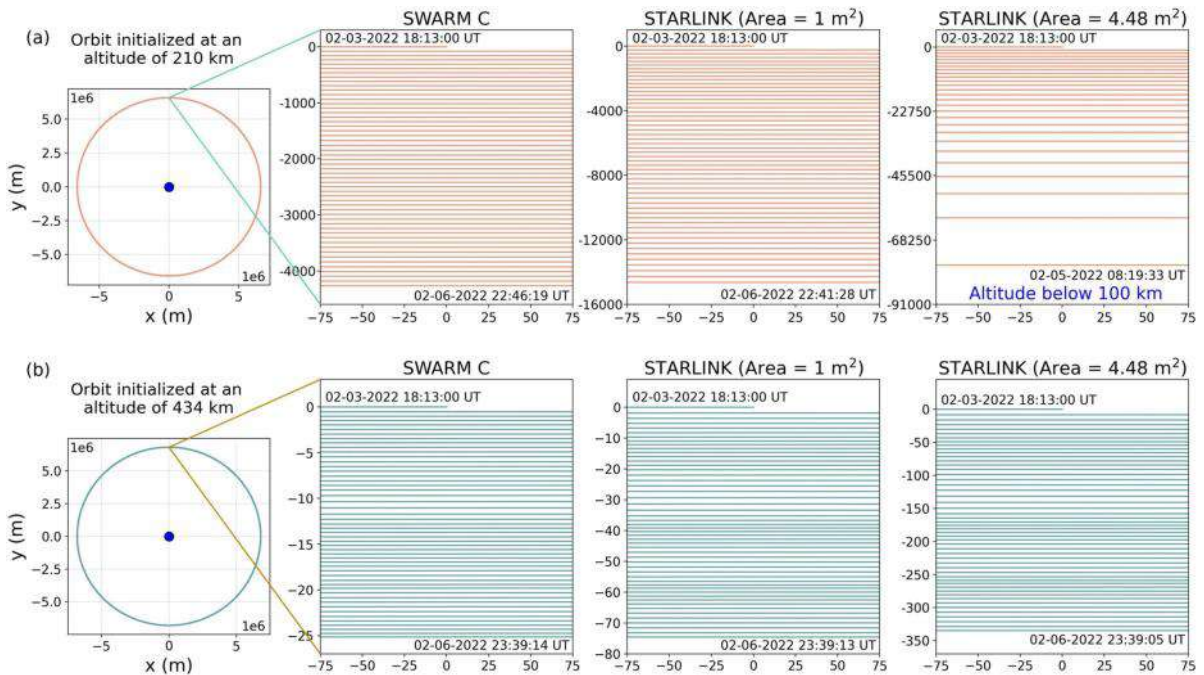 (a)
Orbit initialized at an
altitude of 210 km
1e6
5.0
2.5
0.0
−2.5
−5.0
y (m)
1e6
−5
0
5
x (m)
SWARM C
02-03-2022 18:13:00 UT
0
-1000
-2000
-3000
-4000
02-06-2022 22:46:19 UT
−75 −50 −25 0 25 50 75
STARLINK (Area = 1 m²)
02-03-2022 18:13:00 UT
0
-4000
-8000
-12000
-16000
02-06-2022 22:41:28 UT
−75 −50 −25 0 25 50 75
STARLINK (Area = 4.48 m²)
02-03-2022 18:13:00 UT
0
-22750
-45500
-68250
-91000
02-05-2022 08:19:33 UT
Altitude below 100 km
−75 −50 −25 0 25 50 75
(b)
Orbit initialized at an
altitude of 434 km
1e6
5.0
2.5
0.0
−2.5
−5.0
y (m)
1e6
−5
0
5
x (m)
SWARM C
02-03-2022 18:13:00 UT
0
−5
−10
−15
−20
−25
02-06-2022 23:39:14 UT
−75 −50 −25 0 25 50 75
STARLINK (Area = 1 m²)
02-03-2022 18:13:00 UT
0
−10
−20
−30
−40
−50
−60
−70
−80
02-06-2022 23:39:13 UT
−75 −50 −25 0 25 50 75
STARLINK (Area = 4.48 m²)
02-03-2022 18:13:00 UT
0
−50
−100
−150
−200
−250
−300
−350
02-06-2022 23:39:05 UT
−75 −50 −25 0 25 50 75